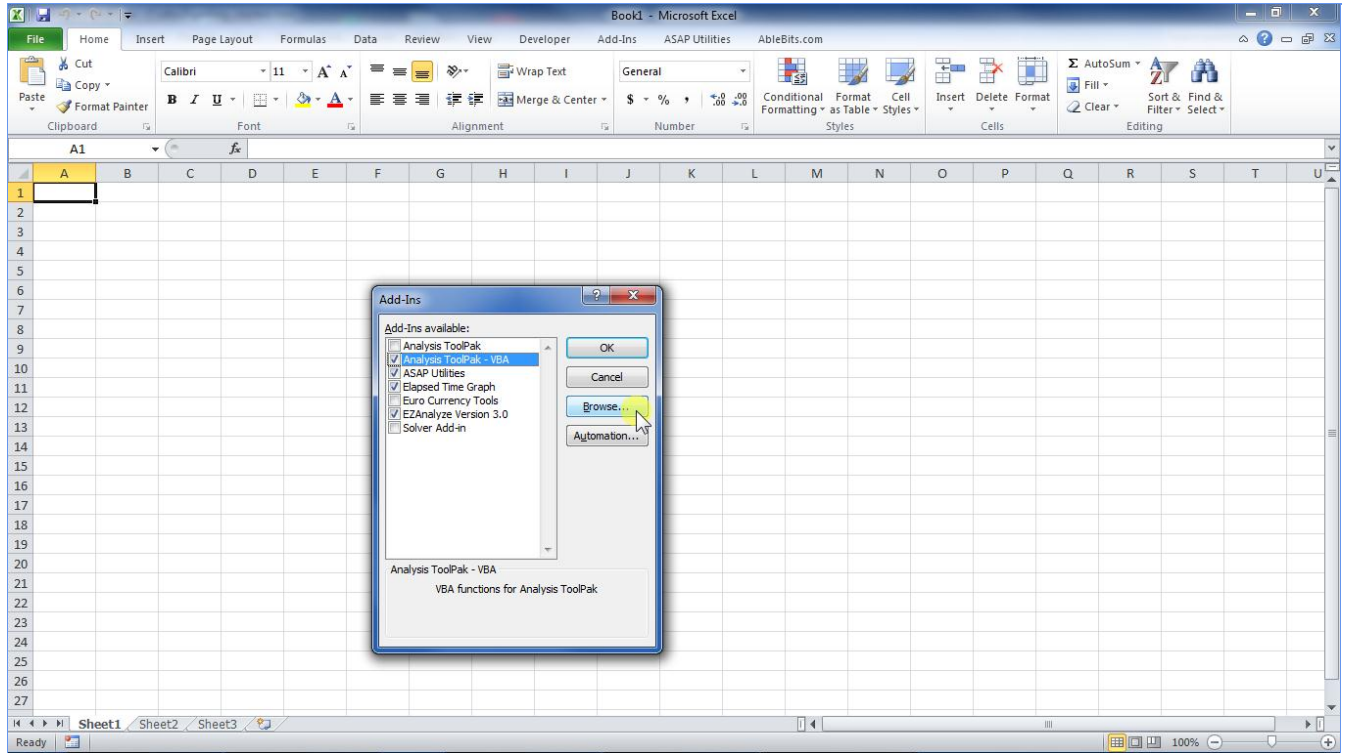 Book1 - Microsoft Excel
File Home Insert Page Layout Formulas Data Review View Developer Add-Ins ASAP Utilities AbleBits.com
Cut
Copy
Format Painter
Paste
Clipboard
Calibri 11
B I U
Font
Wrap Text
Merge & Center
Alignment
General
$ % ,
Number
Conditional Formatting
Format as Table
Cell Styles
Styles
Insert Delete Format
Cells
Σ AutoSum
Fill
Clear
Sort & Filter
Find & Select
Editing
A1 fx
A B C D E F G H I J K L M N O P Q R S T U
1
2
3
4
5
6
7
8
9
10
11
12
13
14
15
16
17
18
19
20
21
22
23
24
25
26
27
Add-Ins
Add-Ins available:
Analysis ToolPak
Analysis ToolPak - VBA
ASAP Utilities
Elapsed Time Graph
Euro Currency Tools
EZAnalyze Version 3.0
Solver Add-in
OK
Cancel
Browse...
Automation...
Analysis ToolPak - VBA
VBA functions for Analysis ToolPak
Sheet1 Sheet2 Sheet3
Ready 100%